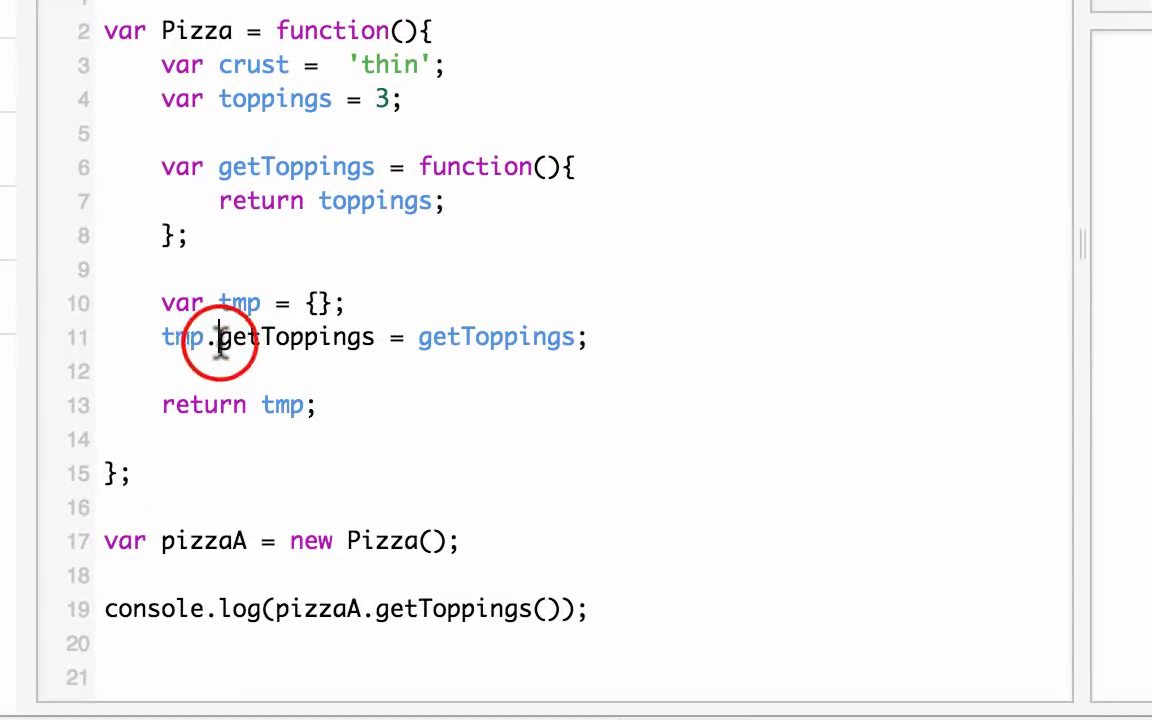 2 var Pizza = function(){
3 var crust =  'thin';
4 var toppings = 3;
5
6 var getToppings = function(){
7 return toppings;
8 };
9
10 var tmp = {};
11 tmp.getToppings = getToppings;
12
13 return tmp;
14
15 };
16
17 var pizzaA = new Pizza();
18
19 console.log(pizzaA.getToppings());
20
21